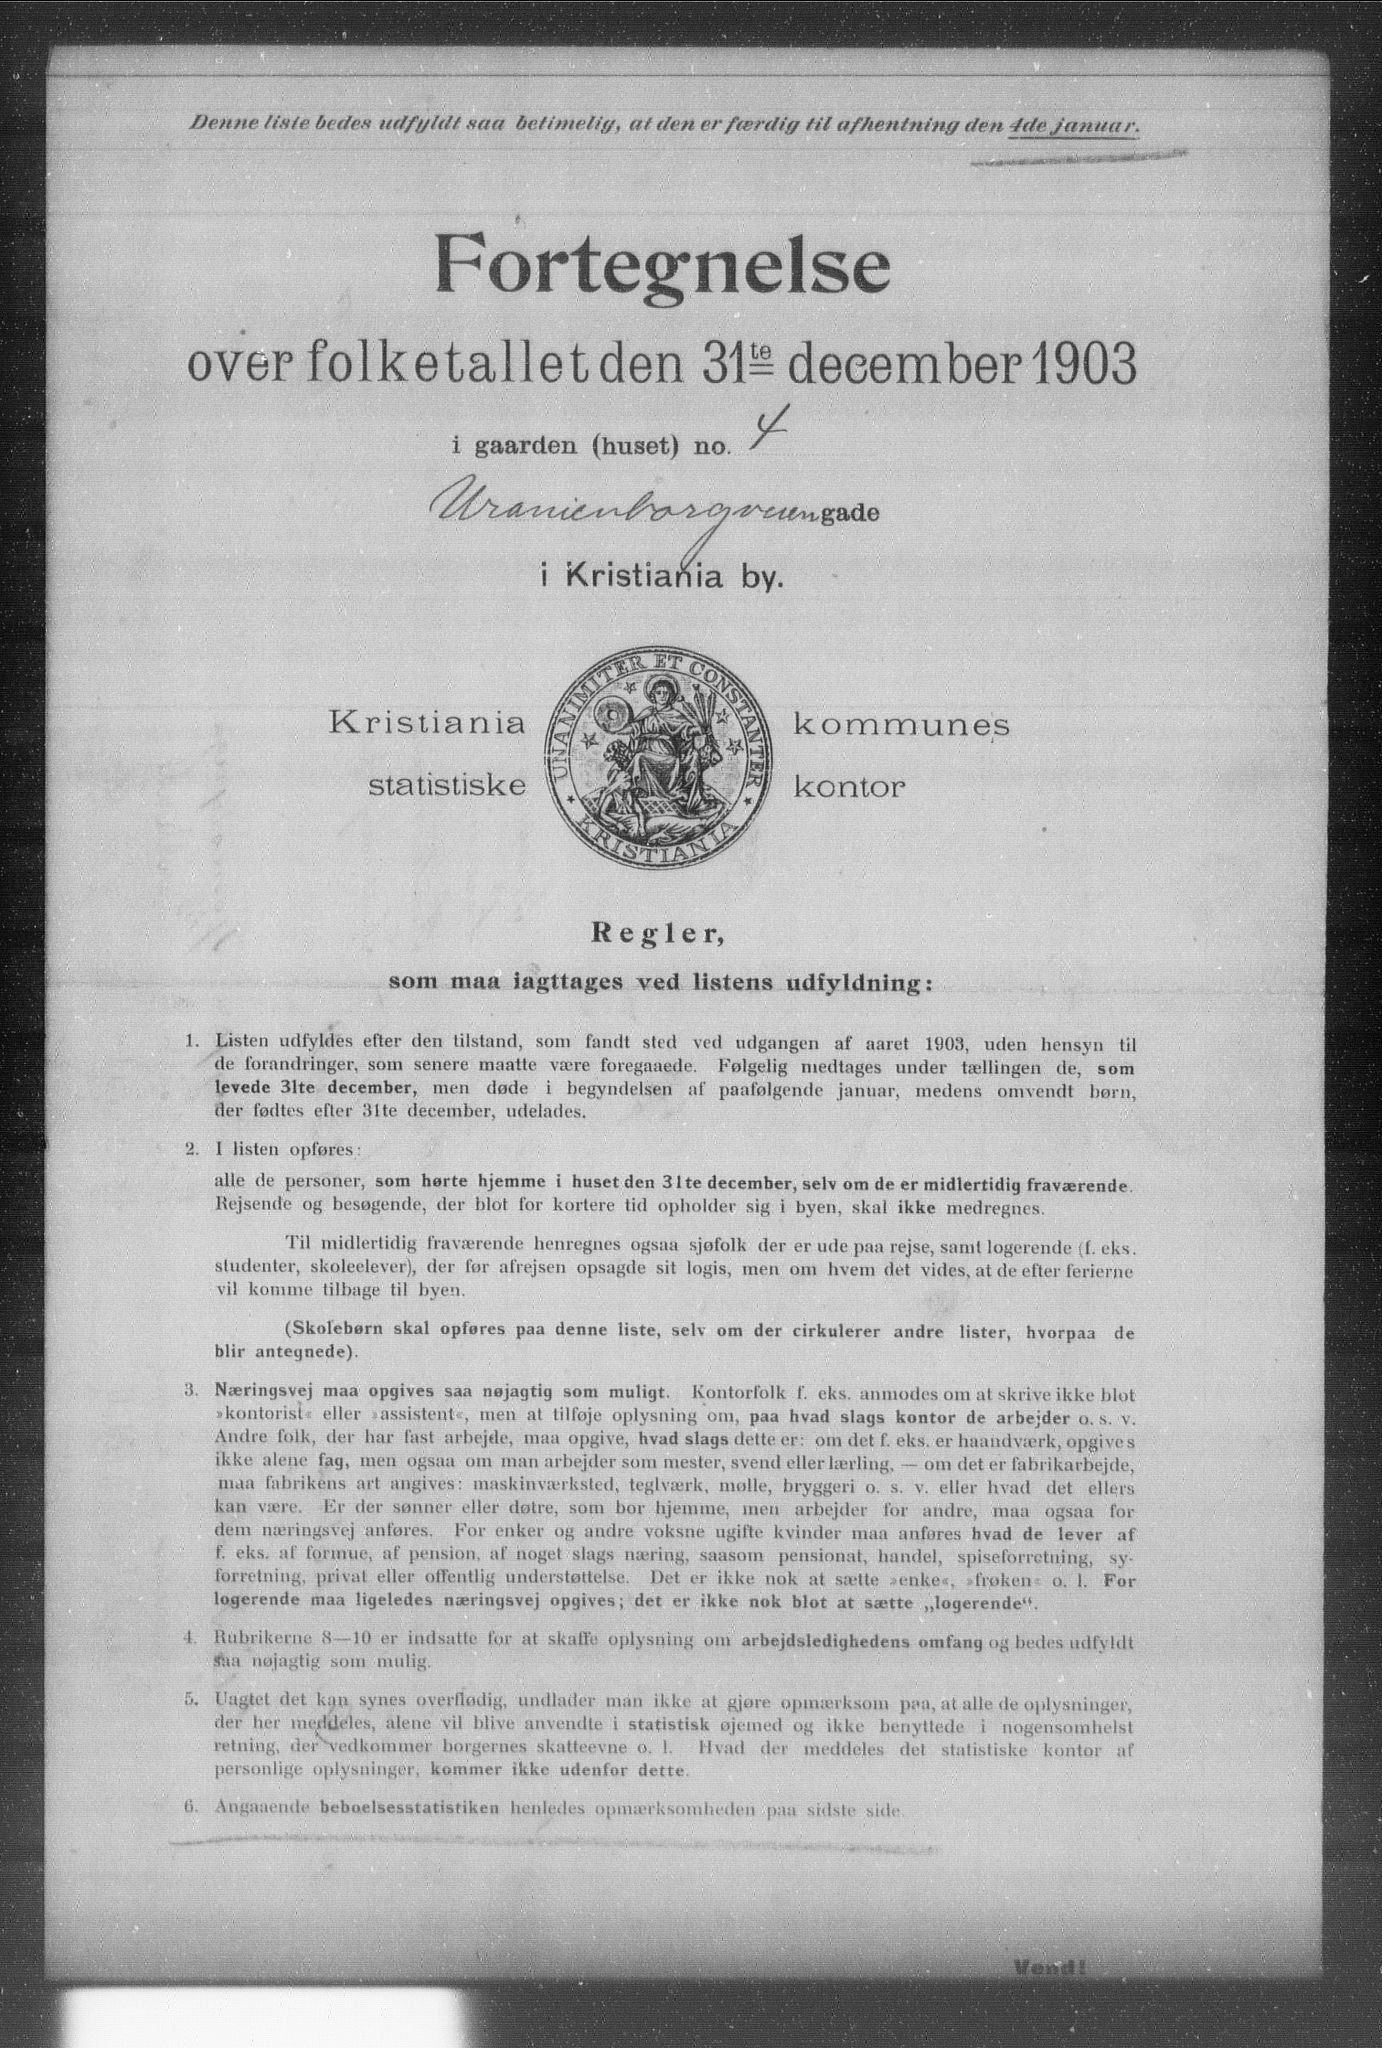 Denne liste bedes udfyldt saa betimelig, at den er færdig til afhentning den 4de januar.
Fortegnelse
over folketallet den 31te december 1903
i gaarden (huset) no. 4
Uranienborgveien gade
i Kristiania by.
Kristiania kommunes
statistiske kontor
UNANIMITER ET CONSTANTER
KRISTIANIA
Regler,
som maa iagttages ved listens udfyldning:
1. Listen udfyldes efter den tilstand, som fandt sted ved udgangen af aaret 1903, uden hensyn til
de forandringer, som senere maatte være foregaaede. Følgelig medtages under tællingen de, som
levede 31te december, men døde i begyndelsen af paafølgende januar, medens omvendt børn,
der fødtes efter 31te december, udelades.
2. I listen opføres:
alle de personer, som hørte hjemme i huset den 31te december, selv om de er midlertidig fraværende.
Rejsende og besøgende, der blot for kortere tid opholder sig i byen, skal ikke medregnes.
Til midlertidig fraværende henregnes ogsaa sjøfolk der er ude paa rejse, samt logerende (f. eks.
studenter, skoleelever), der før afrejsen opsagde sit logis, men om hvem det vides, at de efter ferierne
vil komme tilbage til byen.
(Skolebørn skal opføres paa denne liste, selv om der cirkulerer andre lister, hvorpaa de
blir antegnede).
3. Næringsvej maa opgives saa nøjagtig som muligt. Kontorfolk f. eks. anmodes om at skrive ikke blot
»kontorist« eller »assistent«, men at tilføje oplysning om, paa hvad slags kontor de arbejder o. s. v.
Andre folk, der har fast arbejde, maa opgive, hvad slags dette er: om det f. eks. er haandværk, opgives
ikke alene fag, men ogsaa om man arbejder som mester, svend eller lærling, — om det er fabrikarbejde,
maa fabrikens art angives: maskinværksted, teglværk, mølle, bryggeri o. s. v. eller hvad det ellers
kan være. Er der sønner eller døtre, som bor hjemme, men arbejder for andre, maa ogsaa for
dem næringsvej anføres. For enker og andre voksne ugifte kvinder maa anføres hvad de lever af
f. eks. af formue, af pension, af noget slags næring, saasom pensionat, handel, spiseforretning, sy-
forretning, privat eller offentlig understøttelse. Det er ikke nok at sætte »enke«, »frøken« o. l. For
logerende maa ligeledes næringsvej opgives; det er ikke nok blot at sætte „logerende“.
4. Rubrikerne 8—10 er indsatte for at skaffe oplysning om arbejdsledighedens omfang og bedes udfyldt
saa nøjagtig som mulig.
5. Uagtet det kan synes overflødig, undlader man ikke at gjøre opmærksom paa, at alle de oplysninger,
der her meddeles, alene vil blive anvendte i statistisk øjemed og ikke benyttede i nogensomhelst
retning, der vedkommer borgernes skatteevne o. l. Hvad der meddeles det statistiske kontor af
personlige oplysninger, kommer ikke udenfor dette.
6. Angaaende beboelsesstatistiken henledes opmærksomheden paa sidste side.
Vend!